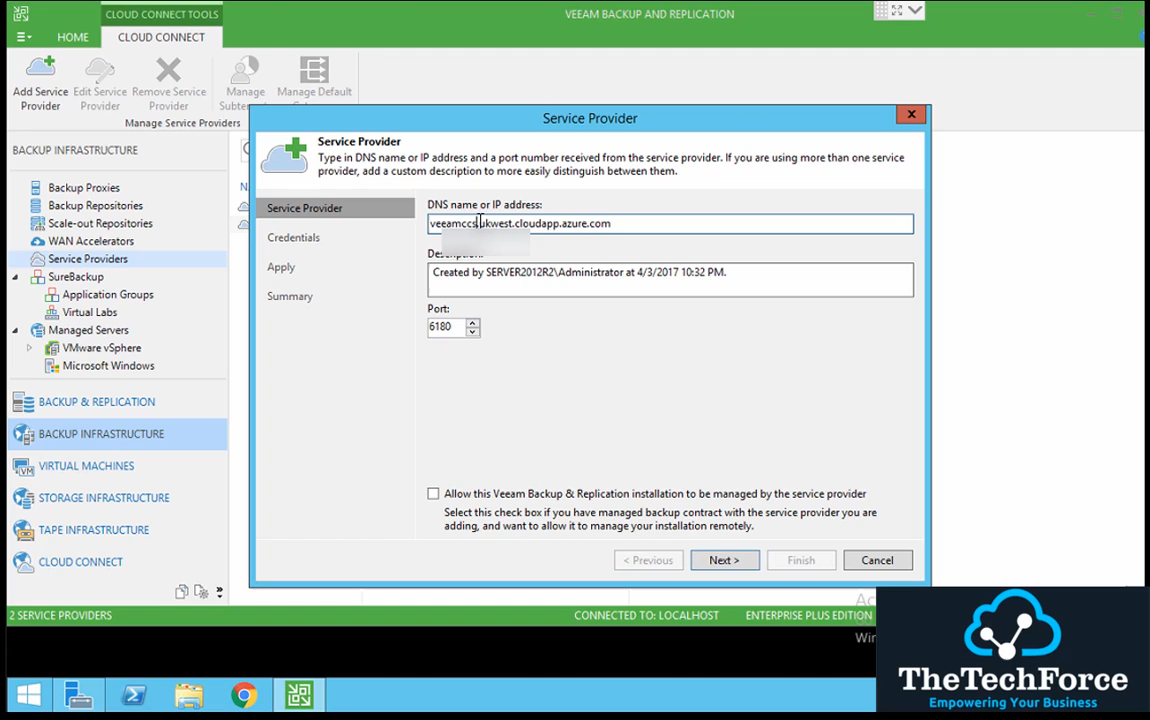 CLOUD CONNECT TOOLS
VEEAM BACKUP AND REPLICATION
HOME
CLOUD CONNECT
Add Service Provider
Edit Service Provider
Remove Service Provider
Manage
Manage Default
Manage Service Providers
BACKUP INFRASTRUCTURE
Backup Proxies
Backup Repositories
Scale-out Repositories
WAN Accelerators
Service Providers
SureBackup
Application Groups
Virtual Labs
Managed Servers
VMware vSphere
Microsoft Windows
BACKUP & REPLICATION
BACKUP INFRASTRUCTURE
VIRTUAL MACHINES
STORAGE INFRASTRUCTURE
TAPE INFRASTRUCTURE
CLOUD CONNECT
Service Provider
Service Provider
Type in DNS name or IP address and a port number received from the service provider. If you are using more than one service
provider, add a custom description to more easily distinguish between them.
Service Provider
Credentials
Apply
Summary
DNS name or IP address:
veeamccs.ukwest.cloudapp.azure.com
Description:
Created by SERVER2012R2\Administrator at 4/3/2017 10:32 PM.
Port:
6180
Allow this Veeam Backup & Replication installation to be managed by the service provider
Select this check box if you have managed backup contract with the service provider you are
adding, and want to allow it to manage your installation remotely.
< Previous
Next >
Finish
Cancel
2 SERVICE PROVIDERS
CONNECTED TO: LOCALHOST
ENTERPRISE PLUS EDITION
TheTechForce
Empowering Your Business